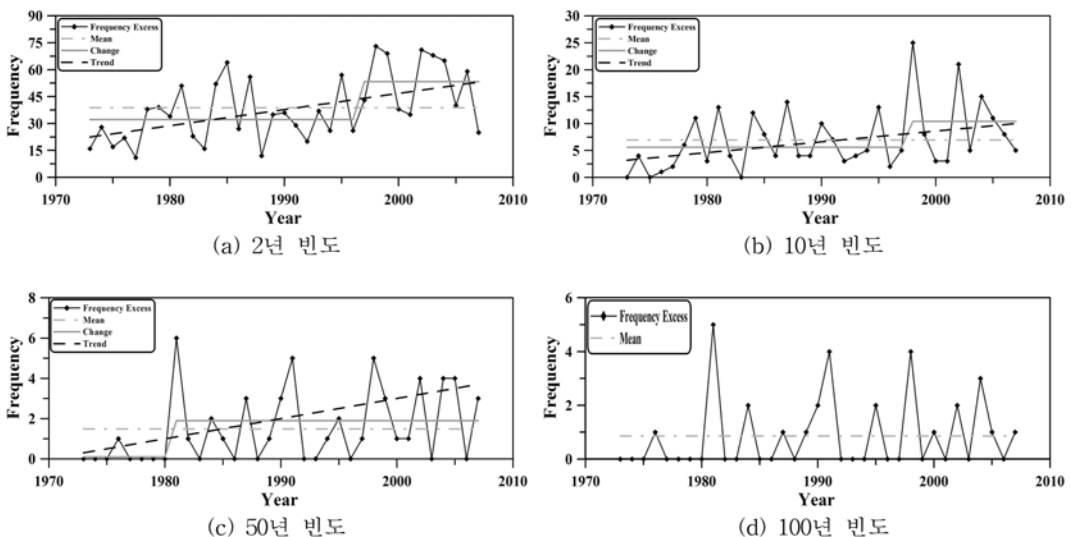 90
75
60
45
30
15
0
Frequency
Frequency Excess
Mean
Change
Trend
1970 1980 1990 2000 2010
Year
(a) 2년 빈도
30
25
20
15
10
5
0
Frequency
Frequency Excess
Mean
Change
Trend
1970 1980 1990 2000 2010
Year
(b) 10년 빈도
8
6
4
2
0
Frequency
Frequency Excess
Mean
Change
Trend
1970 1980 1990 2000 2010
Year
(c) 50년 빈도
6
4
2
0
Frequency
Frequency Excess
Mean
1970 1980 1990 2000 2010
Year
(d) 100년 빈도